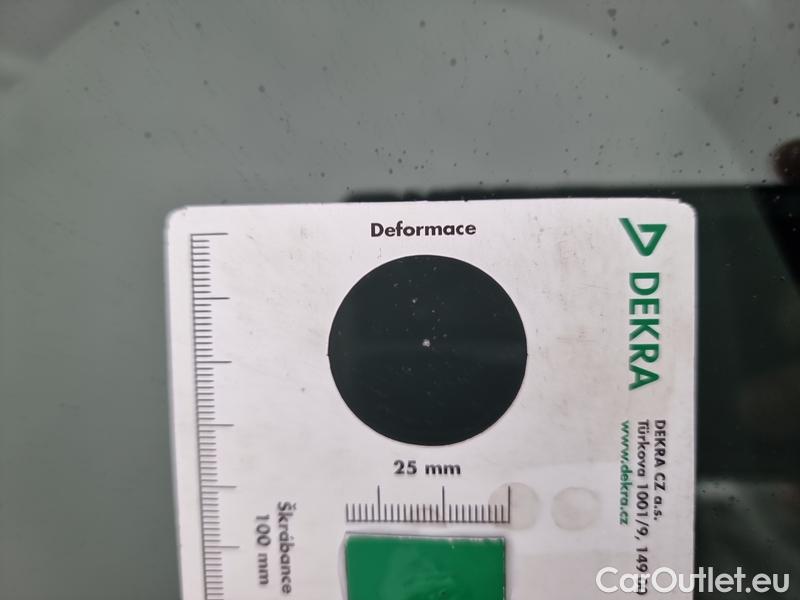 Deformace
25 mm
Škrábance
100 mm
DEKRA
DEKRA CZ a.s.
Türkova 1001/9, 149
www.dekra.cz
CarOutlet.eu